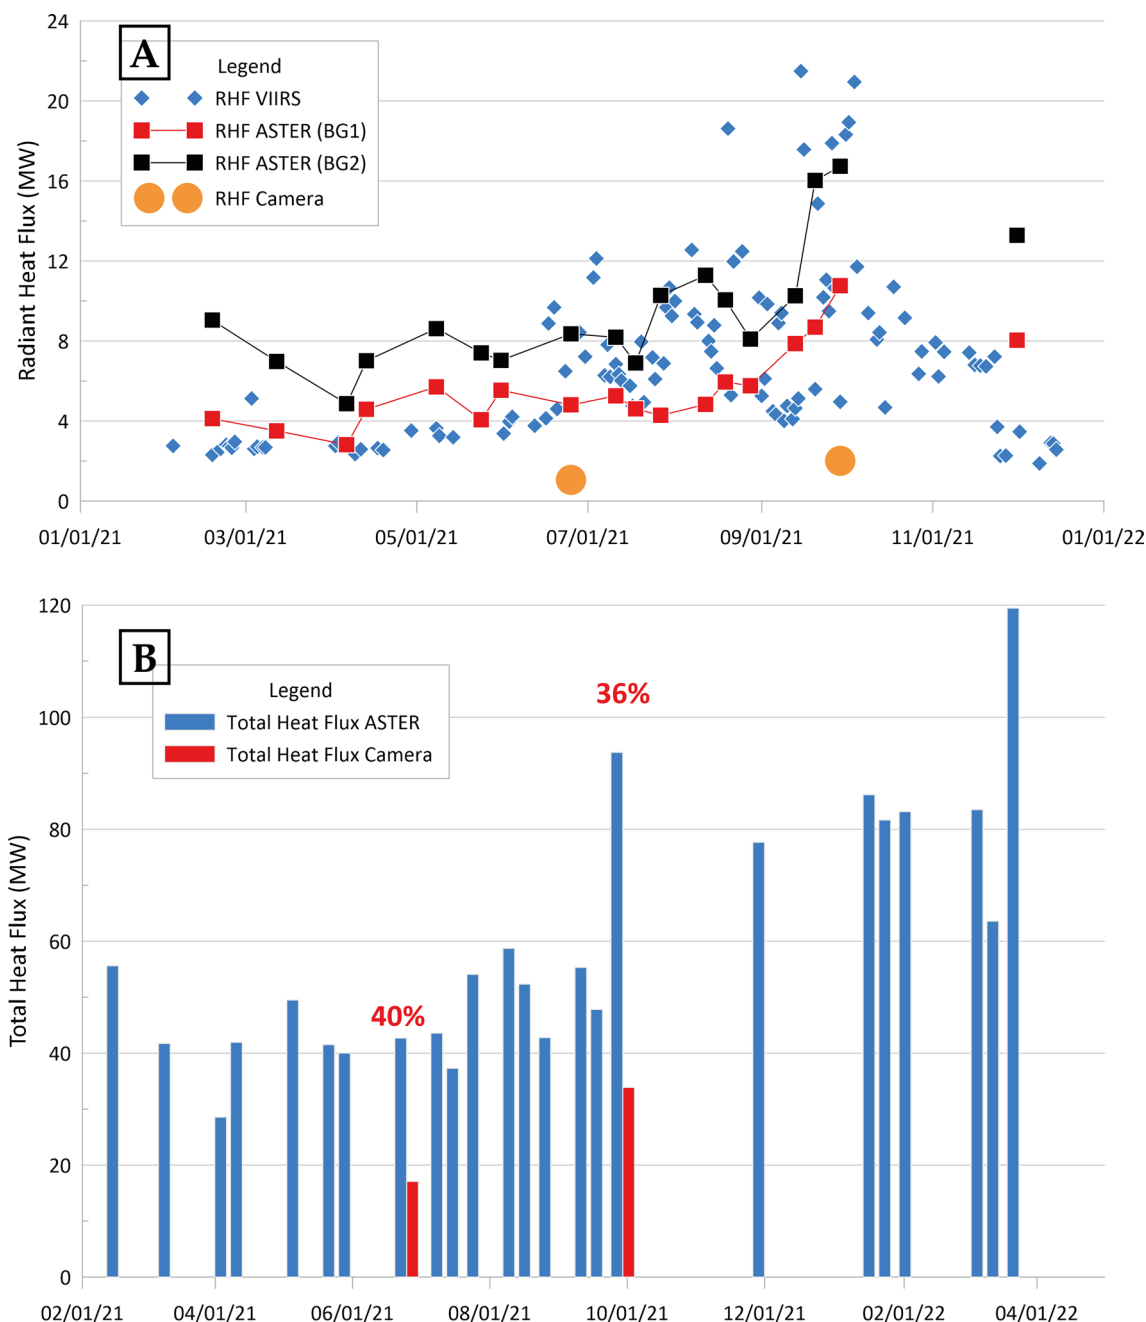 24
20
16
12
8
4
0
Radiant Heat Flux (MW)
A
Legend
RHF VIIRS
RHF ASTER (BG1)
RHF ASTER (BG2)
RHF Camera
01/01/21 03/01/21 05/01/21 07/01/21 09/01/21 11/01/21 01/01/22
120
100
80
60
40
20
0
Total Heat Flux (MW)
B
Legend
Total Heat Flux ASTER
Total Heat Flux Camera
36%
40%
02/01/21 04/01/21 06/01/21 08/01/21 10/01/21 12/01/21 02/01/22 04/01/22